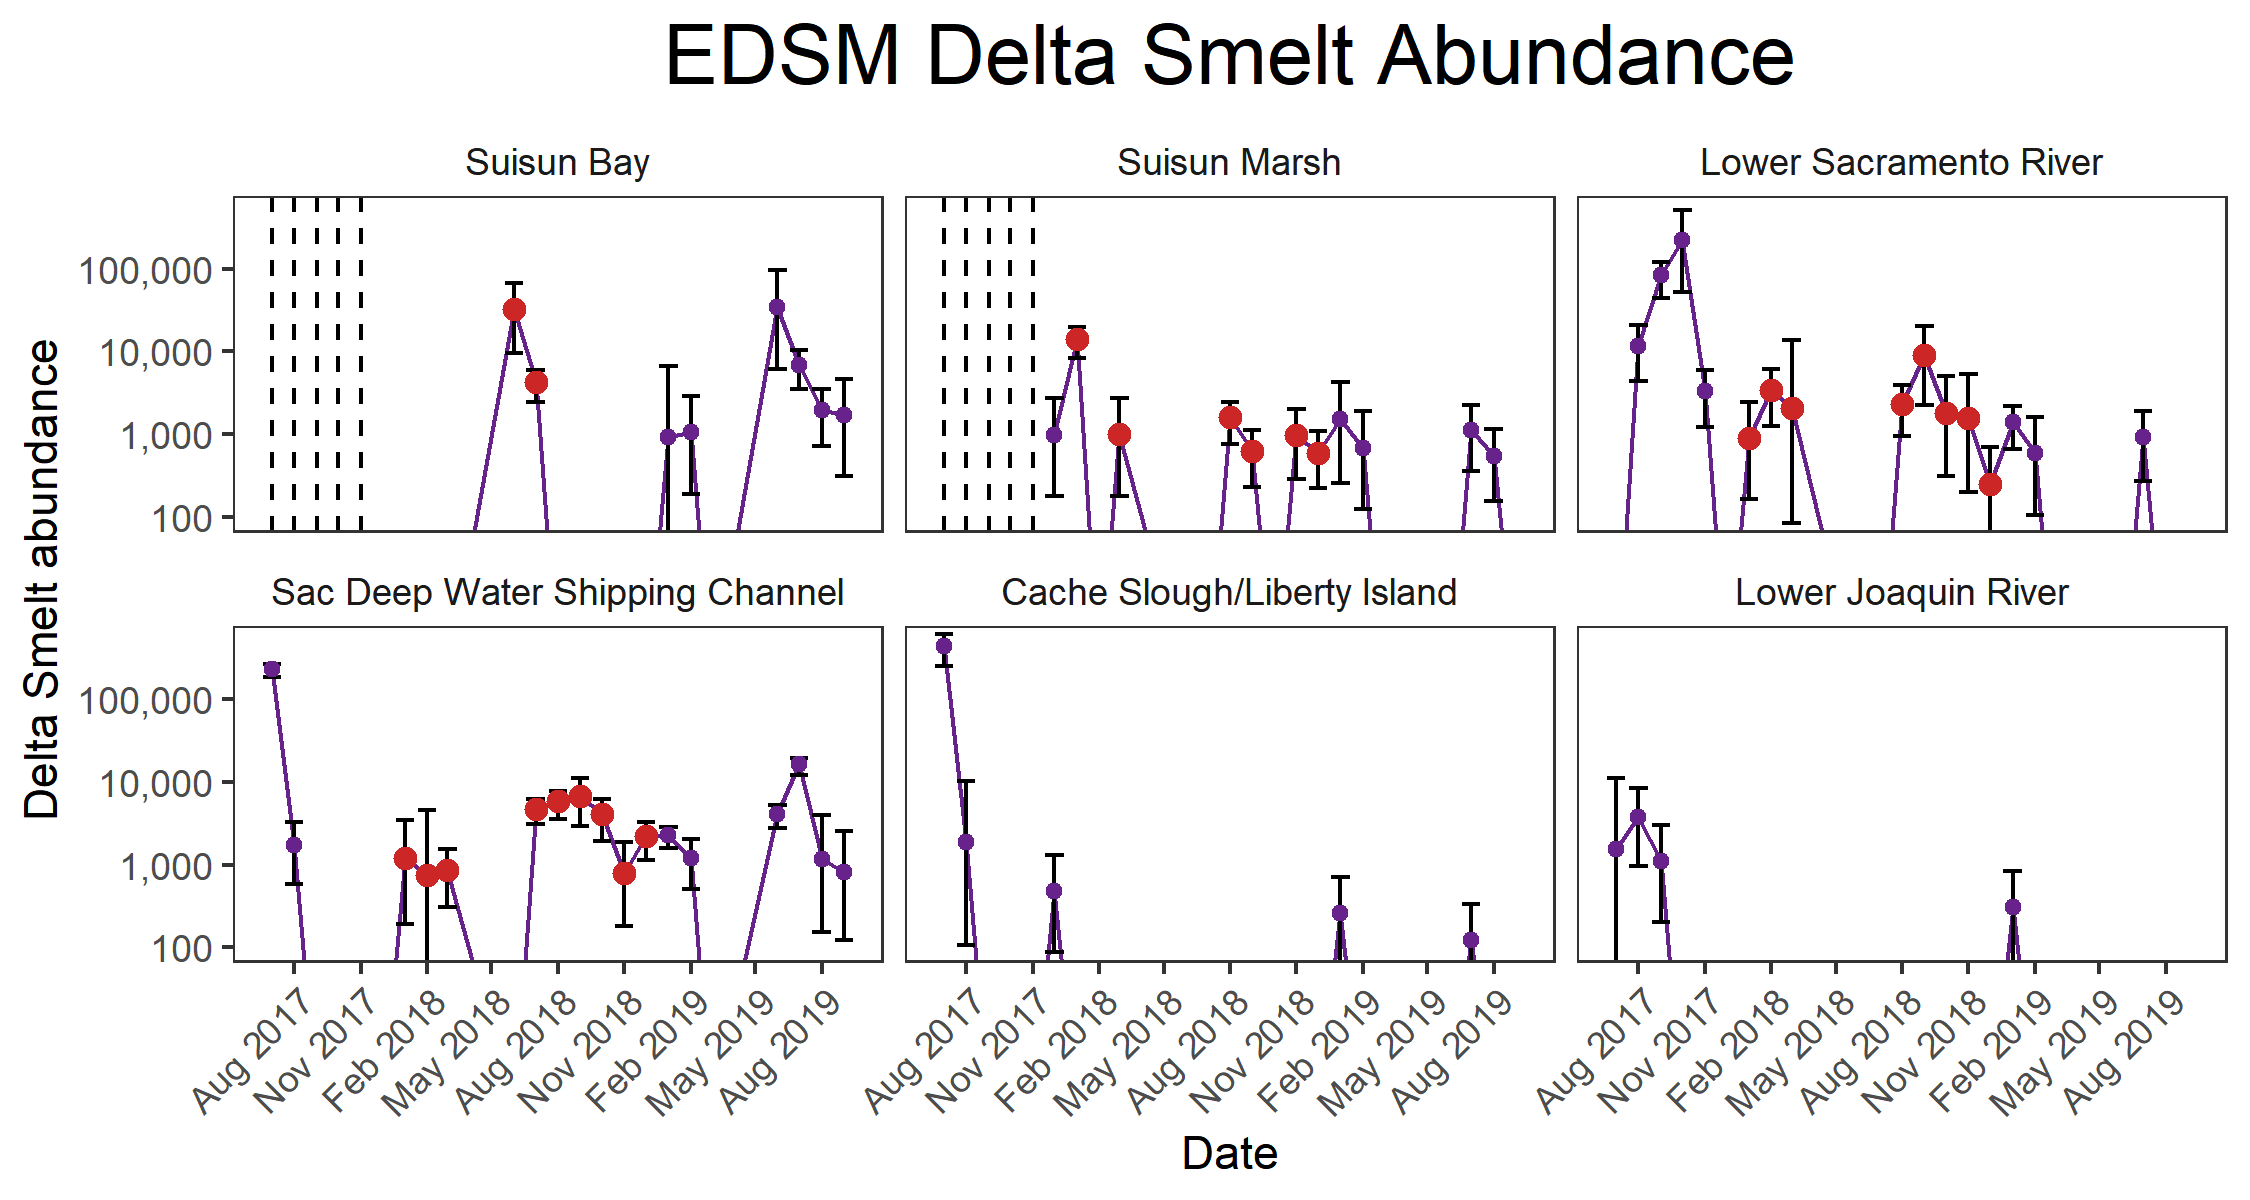 EDSM Delta Smelt Abundance
Suisun Bay
Suisun Marsh
Lower Sacramento River
100,000
10,000
1,000
100
Delta Smelt abundance
Sac Deep Water Shipping Channel
Cache Slough/Liberty Island
Lower Joaquin River
100,000
10,000
1,000
100
Aug 2017
Nov 2017
Feb 2018
May 2018
Aug 2018
Nov 2018
Feb 2019
May 2019
Aug 2019
Aug 2017
Nov 2017
Feb 2018
May 2018
Aug 2018
Nov 2018
Feb 2019
May 2019
Aug 2019
Aug 2017
Nov 2017
Feb 2018
May 2018
Aug 2018
Nov 2018
Feb 2019
May 2019
Aug 2019
Date